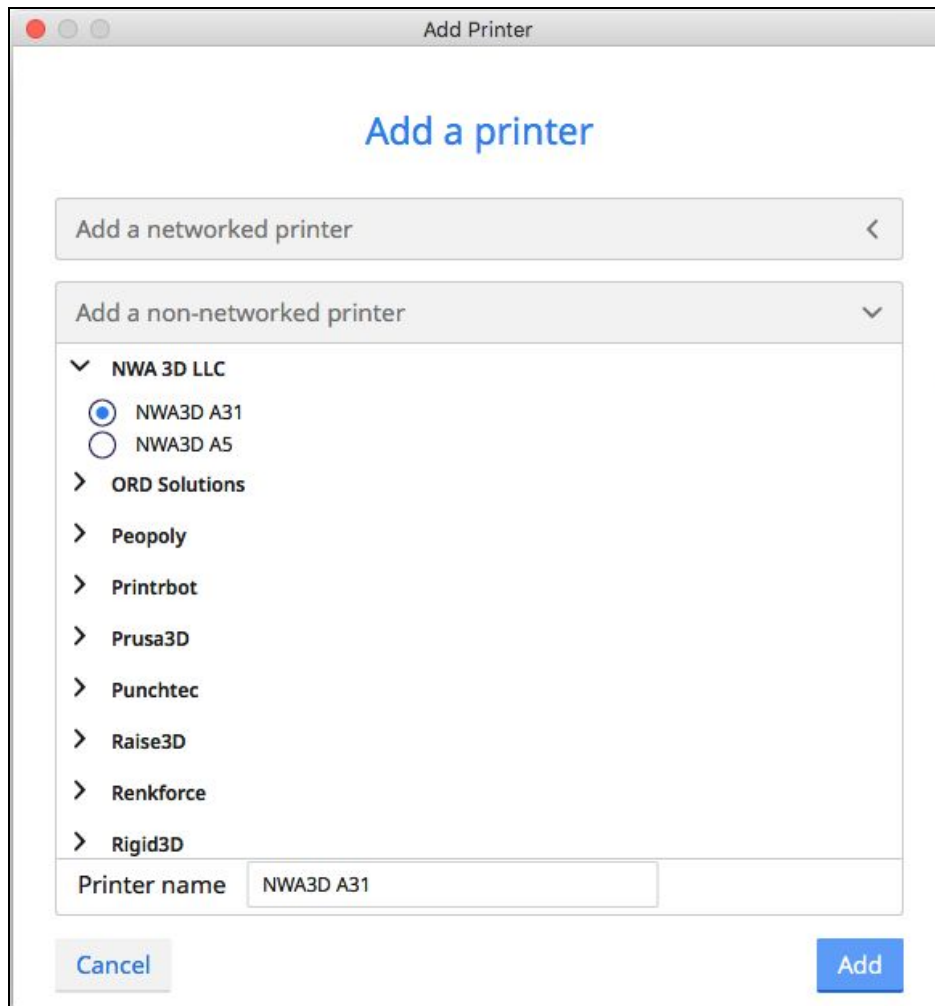 Add Printer
Add a printer
Add a networked printer
Add a non-networked printer
NWA 3D LLC
NWA3D A31
NWA3D A5
ORD Solutions
Peopoly
Printrbot
Prusa3D
Punchtec
Raise3D
Renkforce
Rigid3D
Printer name NWA3D A31
Cancel Add